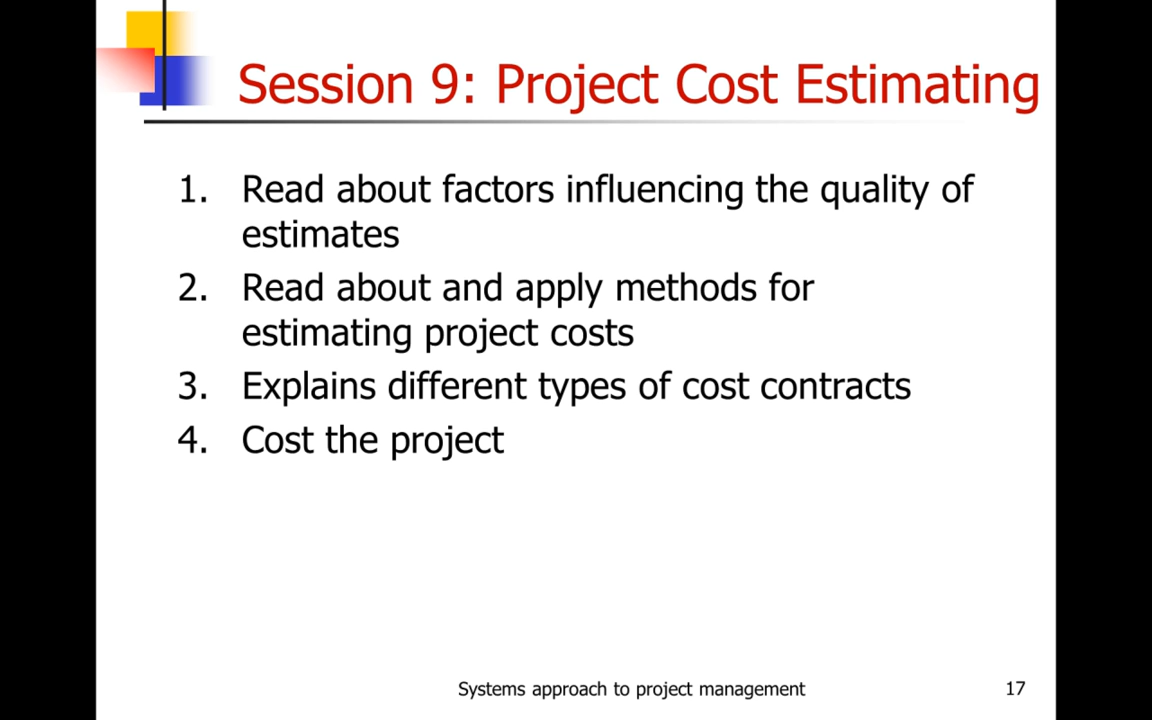 Session 9: Project Cost Estimating
1. Read about factors influencing the quality of
estimates
2. Read about and apply methods for
estimating project costs
3. Explains different types of cost contracts
4. Cost the project
Systems approach to project management
17